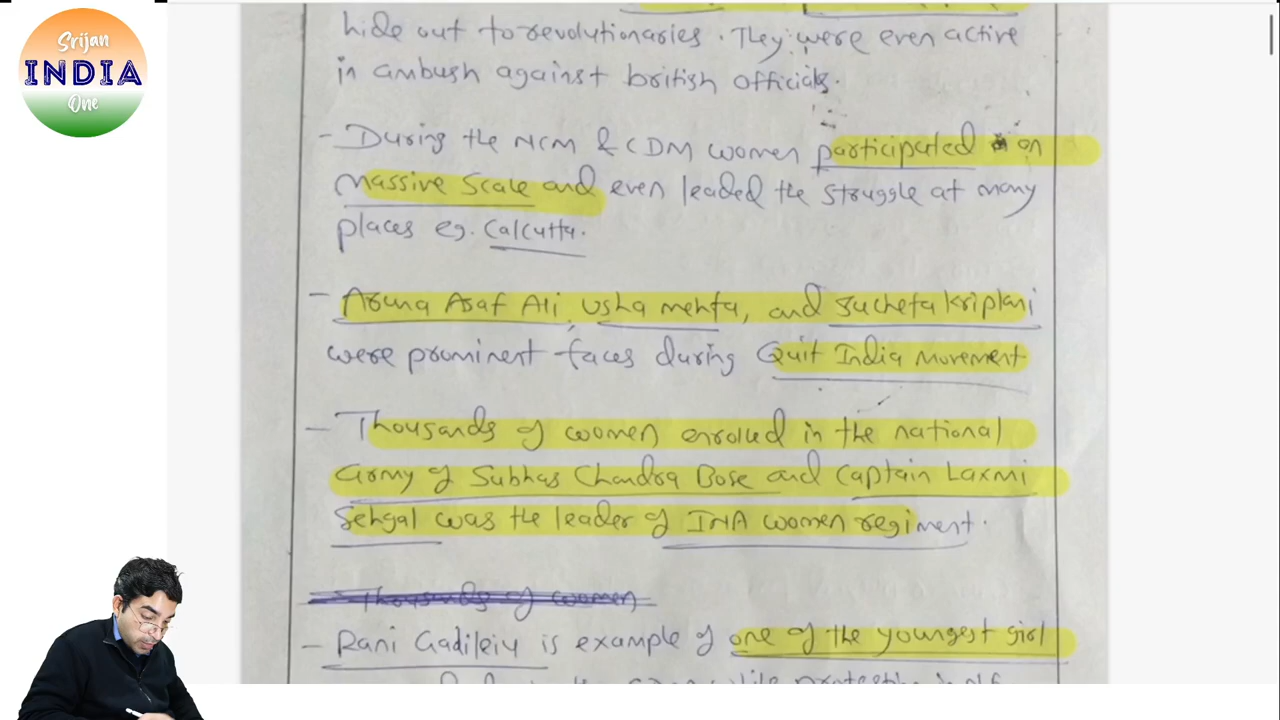 Srijan
INDIA
One
hide out to revolutionaries. They were even active
in ambush against british officials.
- During the NCM & CDM women participated on
massive scale and even leaded the struggle at many
places eg. Calcutta.
- Aruna Asaf Ali, Usha mehta, and Sucheta kriplani
were prominent faces during Quit India Movement
- Thousands of women enrolled in the national
army of Subhas Chandra Bose and Captain Laxmi
Sehgal was the leader of INA women regiment.
Thousands of women
- Rani Gadileiu is example of one of the youngest girl